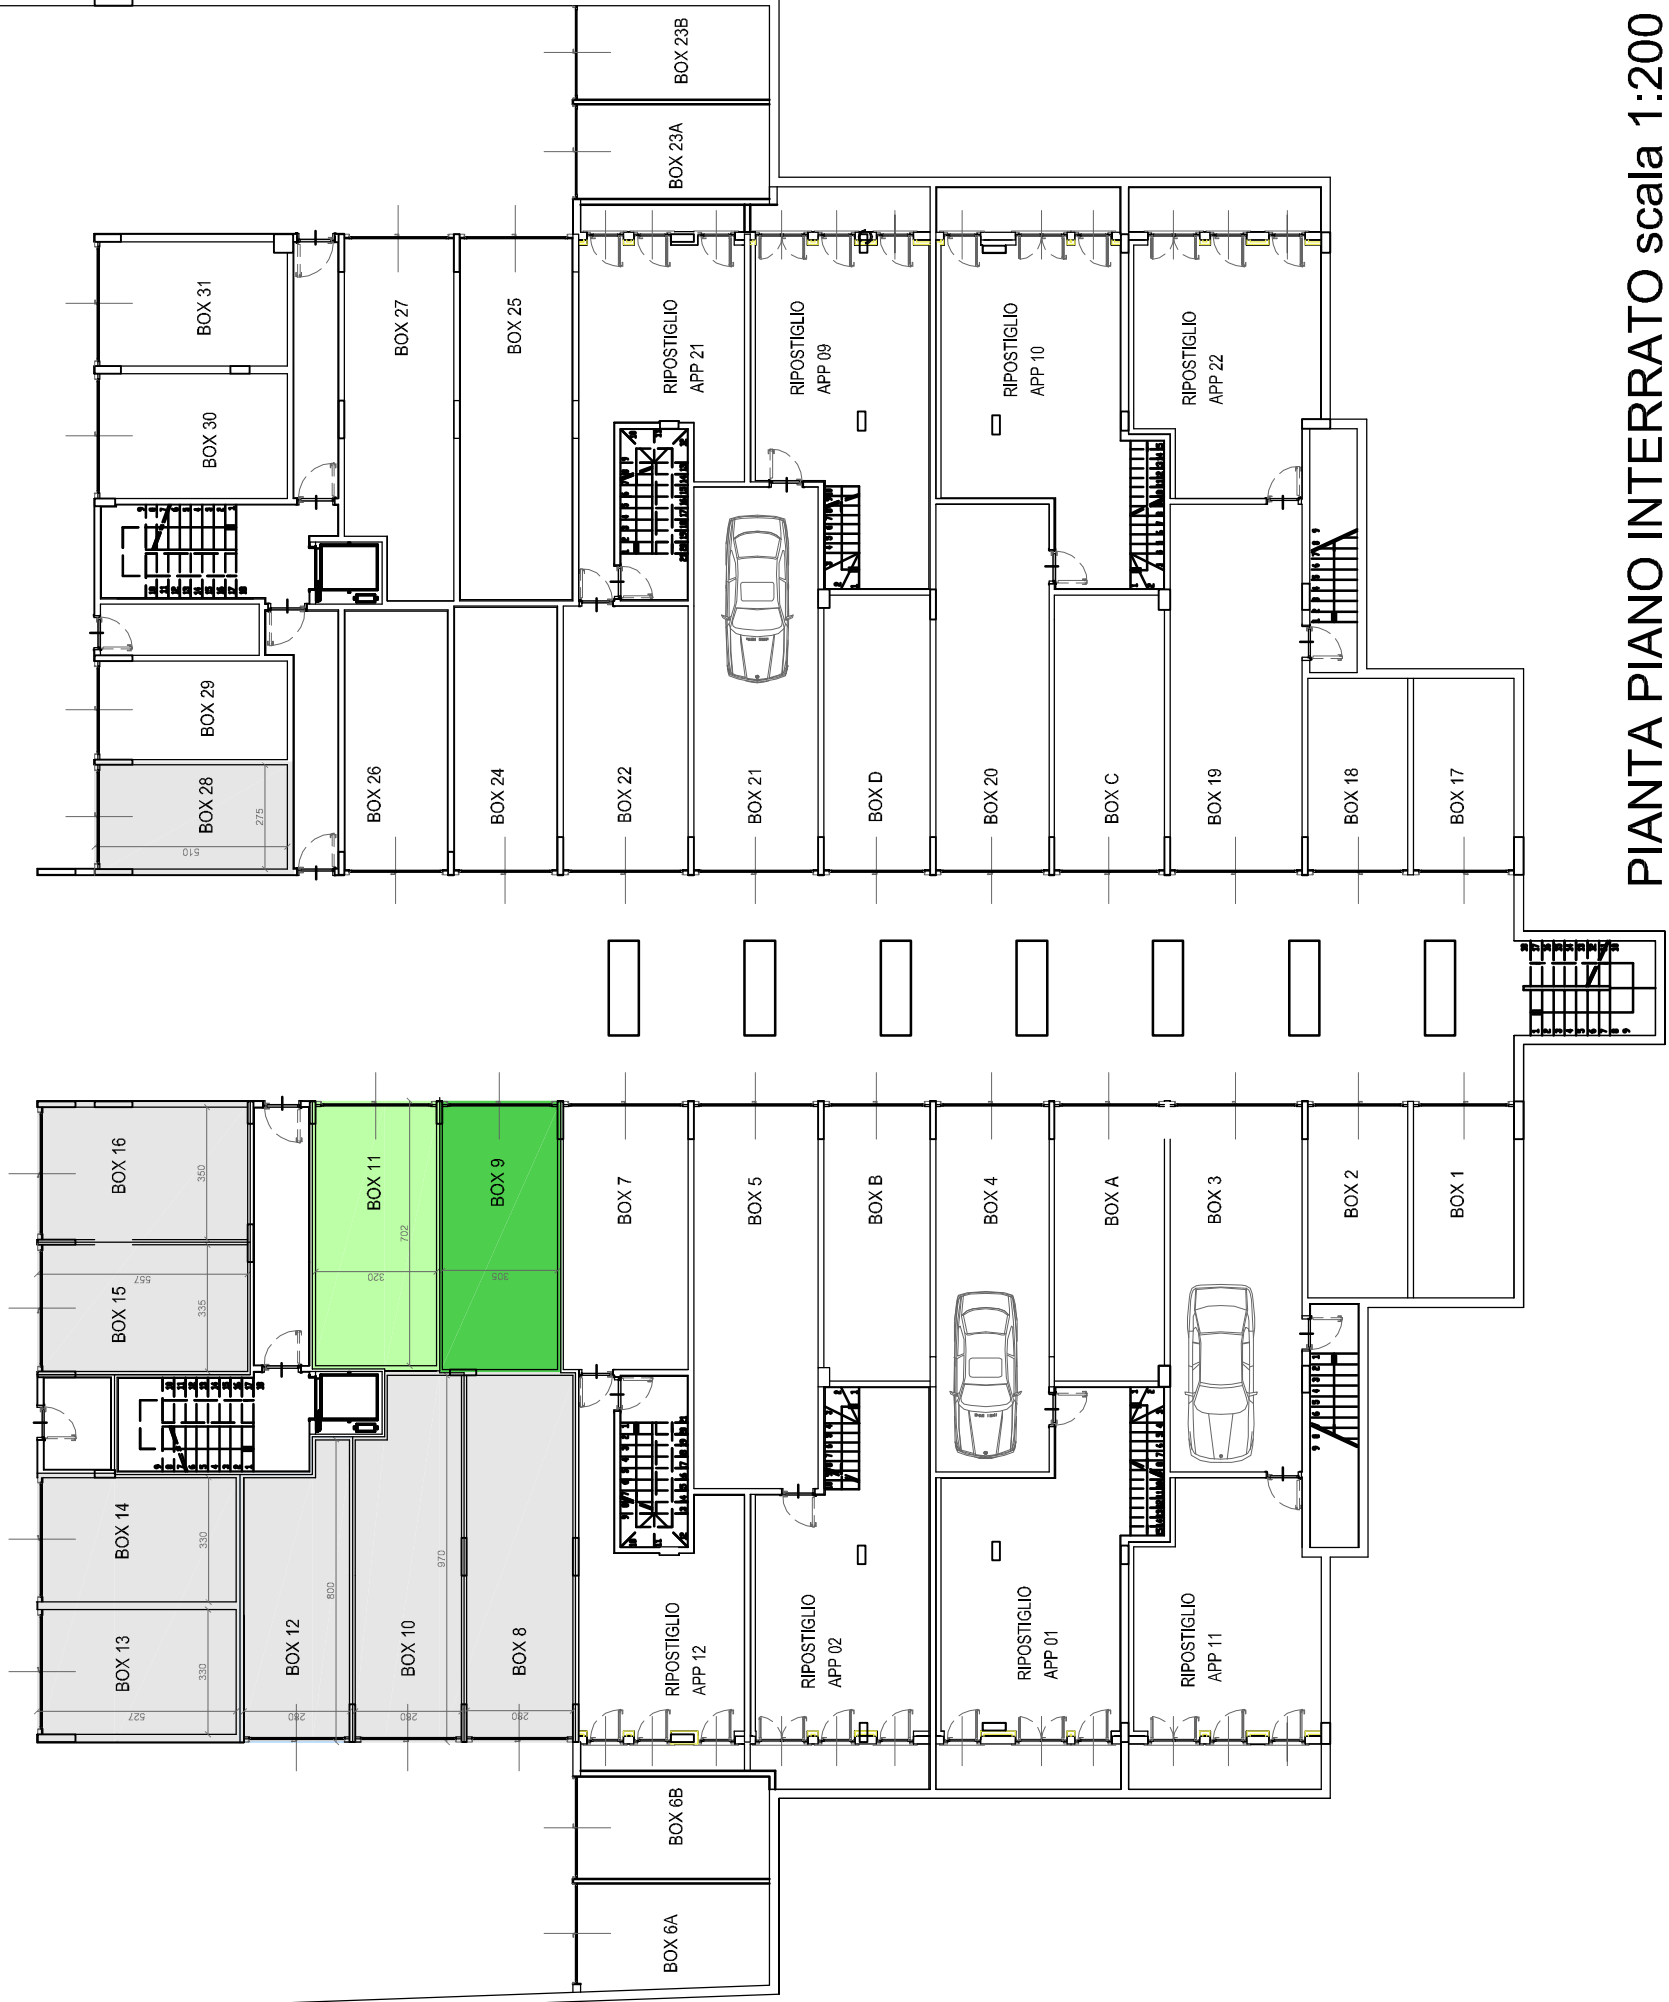 PIANTA PIANO INTERRATO scala 1:200
BOX 23B
BOX 23A
BOX 31
BOX 30
BOX 27
BOX 25
RIPOSTIGLIO
APP 21
RIPOSTIGLIO
APP 09
RIPOSTIGLIO
APP 10
RIPOSTIGLIO
APP 22
BOX 29
BOX 28
510
275
BOX 26
BOX 24
BOX 22
BOX 21
BOX D
BOX 20
BOX C
BOX 19
BOX 18
BOX 17
BOX 16
350
BOX 15
557
335
BOX 11
702
320
BOX 9
305
BOX 7
BOX 5
BOX B
BOX 4
BOX A
BOX 3
BOX 2
BOX 1
BOX 14
330
BOX 13
330
527
BOX 12
800
280
BOX 10
970
280
BOX 8
280
RIPOSTIGLIO
APP 12
RIPOSTIGLIO
APP 02
RIPOSTIGLIO
APP 01
RIPOSTIGLIO
APP 11
BOX 6B
BOX 6A